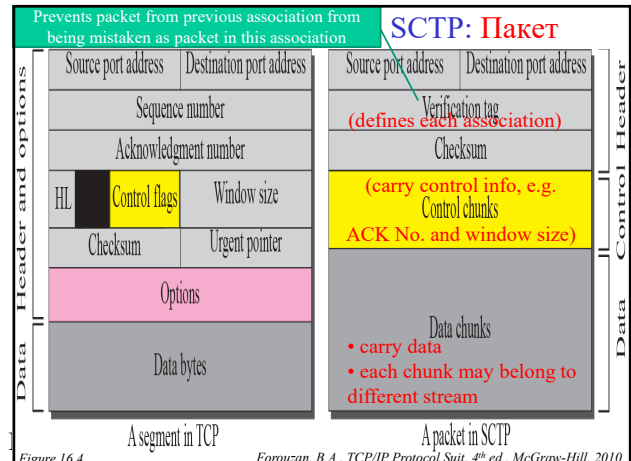 Prevents packet from previous association from
being mistaken as packet in this association
SCTP: Пакет
Header and options
Data
Source port address Destination port address
Sequence number
Acknowledgment number
HL Control flags Window size
Checksum Urgent pointer
Options
Data bytes
A segment in TCP
Source port address Destination port address
Verification tag
(defines each association)
Checksum
(carry control info, e.g.
Control chunks
ACK No. and window size)
Data chunks
• carry data
• each chunk may belong to
different stream
A packet in SCTP
Header
Control
Data
Figure 16.4
Forouzan, B.A., TCP/IP Protocol Suit, 4th ed., McGraw-Hill, 2010